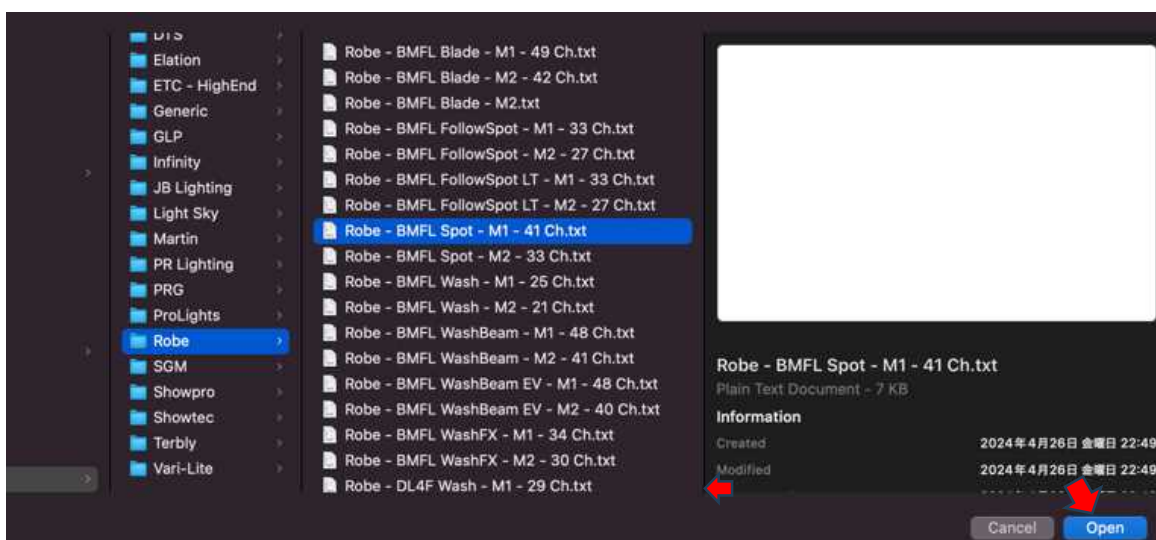 DTS
Elation
ETC - HighEnd
Generic
GLP
Infinity
JB Lighting
Light Sky
Martin
PR Lighting
PRG
ProLights
Robe
SGM
Showpro
Showtec
Terbly
Vari-Lite
Robe - BMFL Blade - M1 - 49 Ch.txt
Robe - BMFL Blade - M2 - 42 Ch.txt
Robe - BMFL Blade - M2.txt
Robe - BMFL FollowSpot - M1 - 33 Ch.txt
Robe - BMFL FollowSpot - M2 - 27 Ch.txt
Robe - BMFL FollowSpot LT - M1 - 33 Ch.txt
Robe - BMFL FollowSpot LT - M2 - 27 Ch.txt
Robe - BMFL Spot - M1 - 41 Ch.txt
Robe - BMFL Spot - M2 - 33 Ch.txt
Robe - BMFL Wash - M1 - 25 Ch.txt
Robe - BMFL Wash - M2 - 21 Ch.txt
Robe - BMFL WashBeam - M1 - 48 Ch.txt
Robe - BMFL WashBeam - M2 - 41 Ch.txt
Robe - BMFL WashBeam EV - M1 - 48 Ch.txt
Robe - BMFL WashBeam EV - M2 - 40 Ch.txt
Robe - BMFL WashFX - M1 - 34 Ch.txt
Robe - BMFL WashFX - M2 - 30 Ch.txt
Robe - DL4F Wash - M1 - 29 Ch.txt
Robe - BMFL Spot - M1 - 41 Ch.txt
Plain Text Document - 7 KB
Information
Created 2024年4月26日 金曜日 22:49
Modified 2024年4月26日 金曜日 22:49
Cancel Open